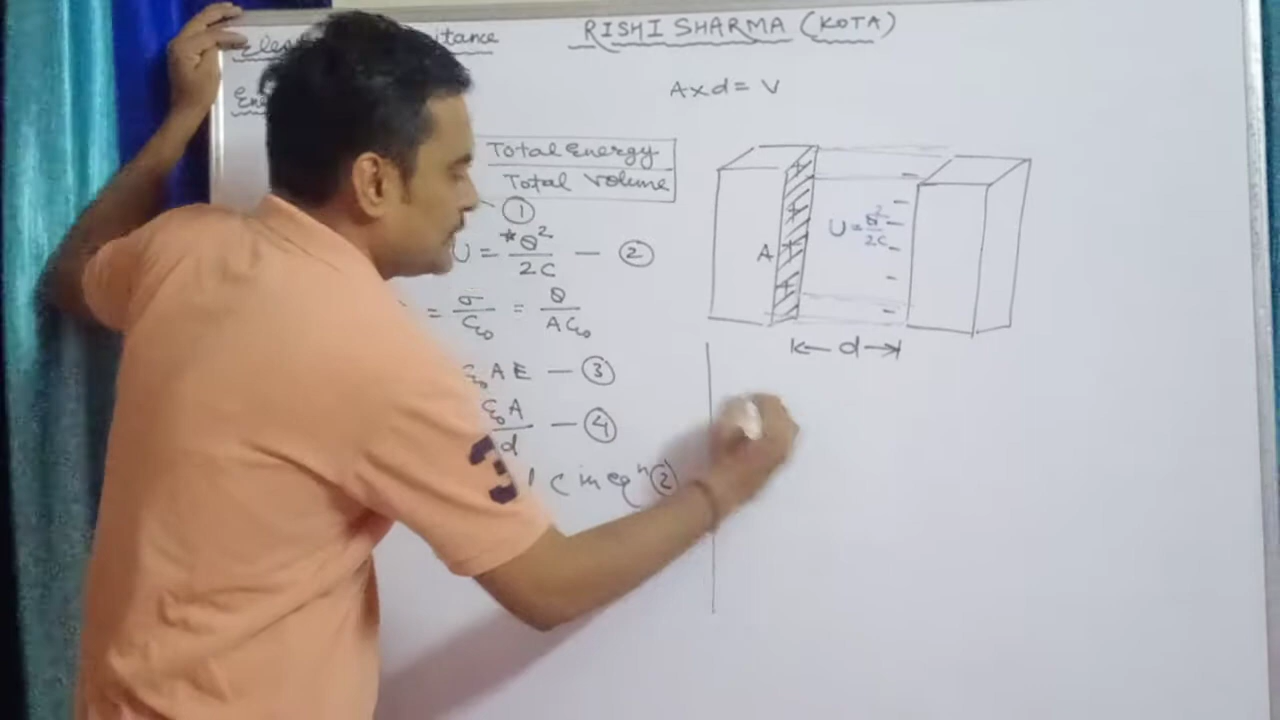 RISHI SHARMA (KOTA)
A x d = V
Total Energy
Total Volume
①
U = *Q²/2C — ②
= σ/ε₀ = Q/Aε₀
ε₀AE — ③
ε₀A/d — ④
C in eqⁿ ②
A
U = Q²/2C
d